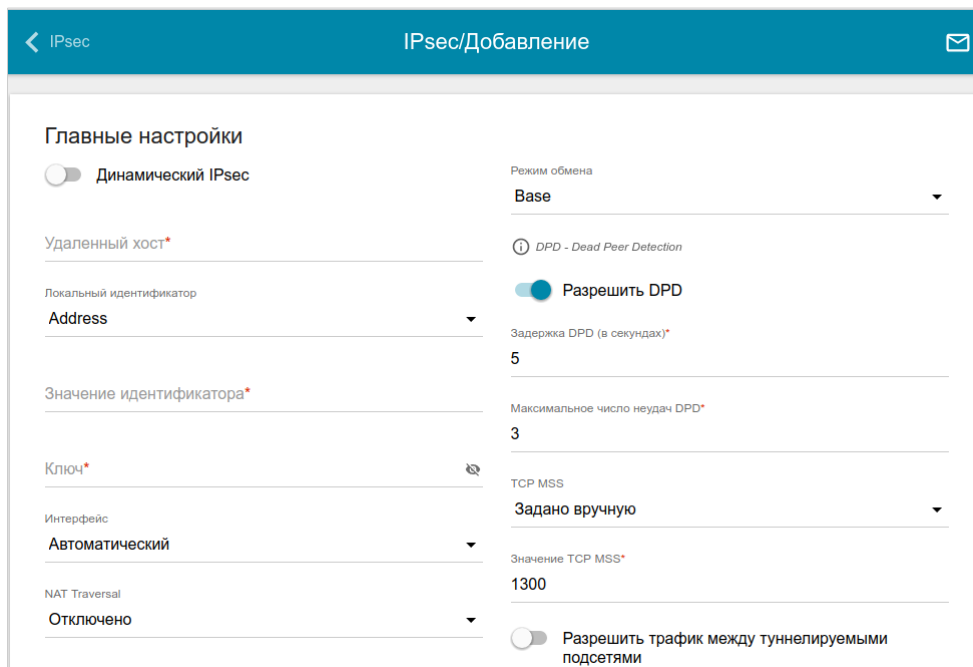 IPsec
IPsec/Добавление
Главные настройки
Динамический IPsec
Удаленный хост*
Локальный идентификатор
Address
Значение идентификатора*
Ключ*
Интерфейс
Автоматический
NAT Traversal
Отключено
Режим обмена
Base
DPD - Dead Peer Detection
Разрешить DPD
Задержка DPD (в секундах)*
5
Максимальное число неудач DPD*
3
TCP MSS
Задано вручную
Значение TCP MSS*
1300
Разрешить трафик между туннелируемыми
подсетями